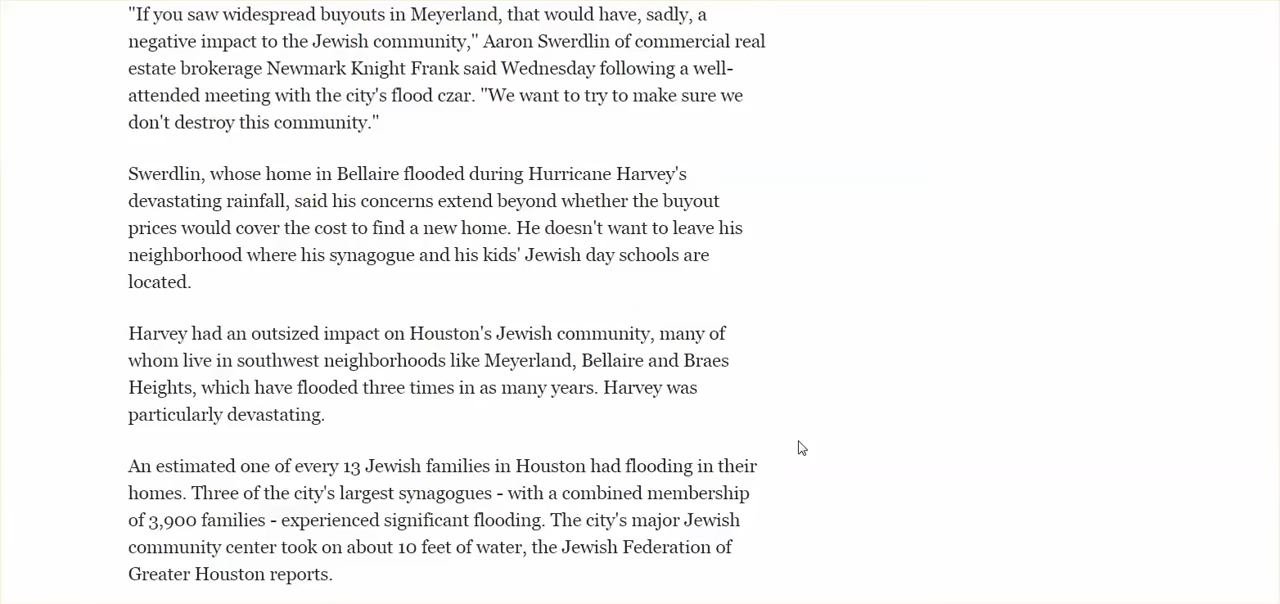 "If you saw widespread buyouts in Meyerland, that would have, sadly, a
negative impact to the Jewish community," Aaron Swerdlin of commercial real
estate brokerage Newmark Knight Frank said Wednesday following a well-
attended meeting with the city's flood czar. "We want to try to make sure we
don't destroy this community."
Swerdlin, whose home in Bellaire flooded during Hurricane Harvey's
devastating rainfall, said his concerns extend beyond whether the buyout
prices would cover the cost to find a new home. He doesn't want to leave his
neighborhood where his synagogue and his kids' Jewish day schools are
located.
Harvey had an outsized impact on Houston's Jewish community, many of
whom live in southwest neighborhoods like Meyerland, Bellaire and Braes
Heights, which have flooded three times in as many years. Harvey was
particularly devastating.
An estimated one of every 13 Jewish families in Houston had flooding in their
homes. Three of the city's largest synagogues - with a combined membership
of 3,900 families - experienced significant flooding. The city's major Jewish
community center took on about 10 feet of water, the Jewish Federation of
Greater Houston reports.